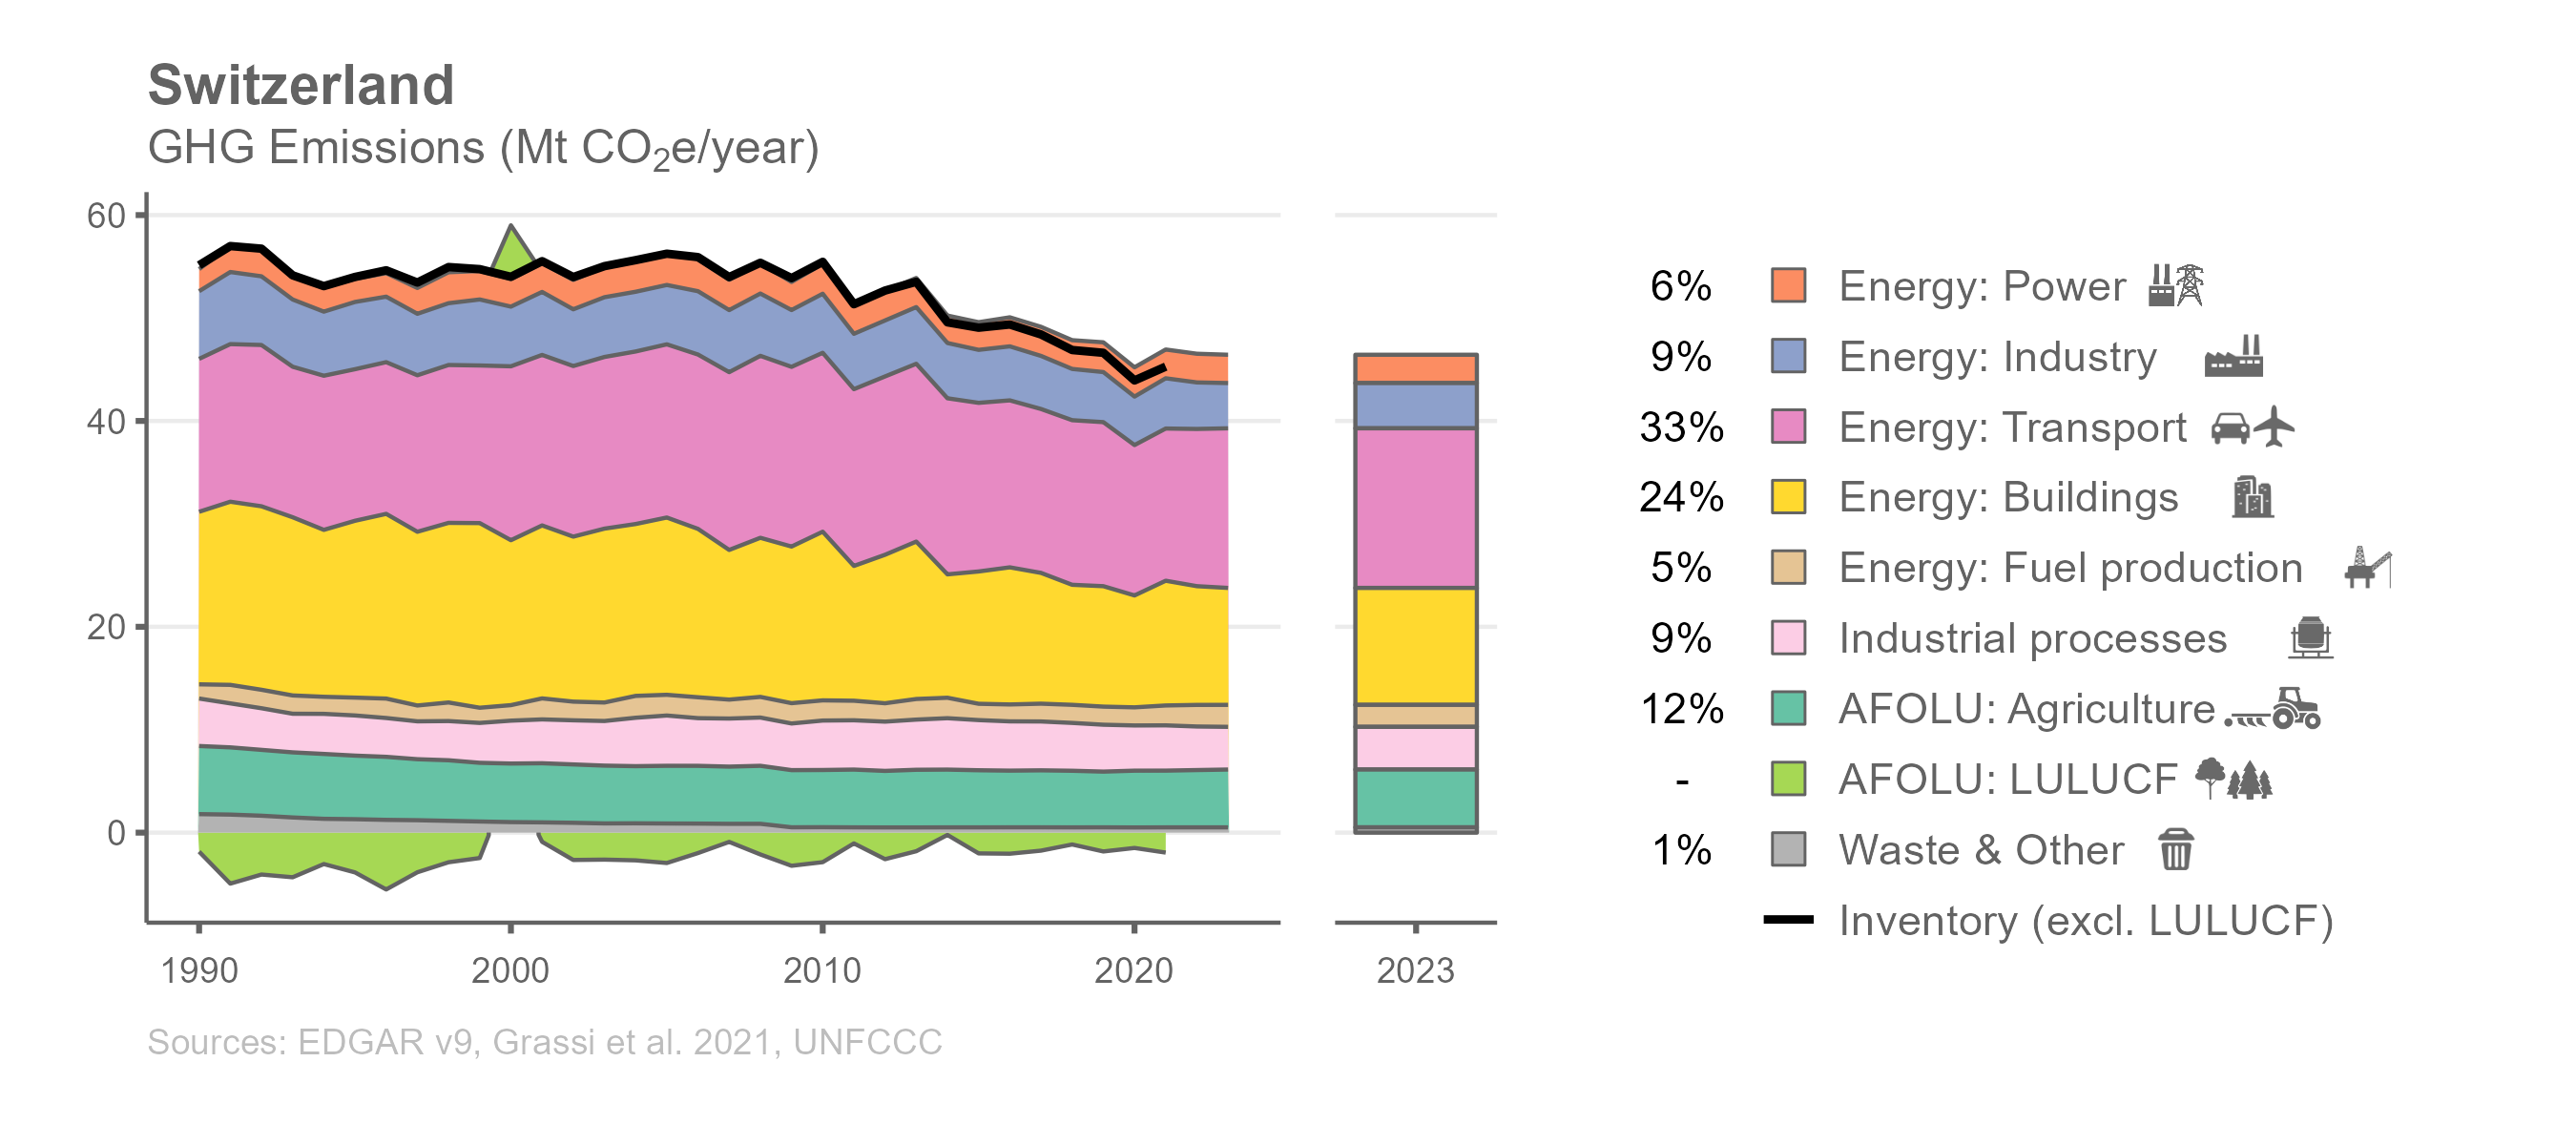 Switzerland
GHG Emissions (Mt CO₂e/year)
60
40
20
0
1990 2000 2010 2020 2023
6% Energy: Power
9% Energy: Industry
33% Energy: Transport
24% Energy: Buildings
5% Energy: Fuel production
9% Industrial processes
12% AFOLU: Agriculture
- AFOLU: LULUCF
1% Waste & Other
Inventory (excl. LULUCF)
Sources: EDGAR v9, Grassi et al. 2021, UNFCCC